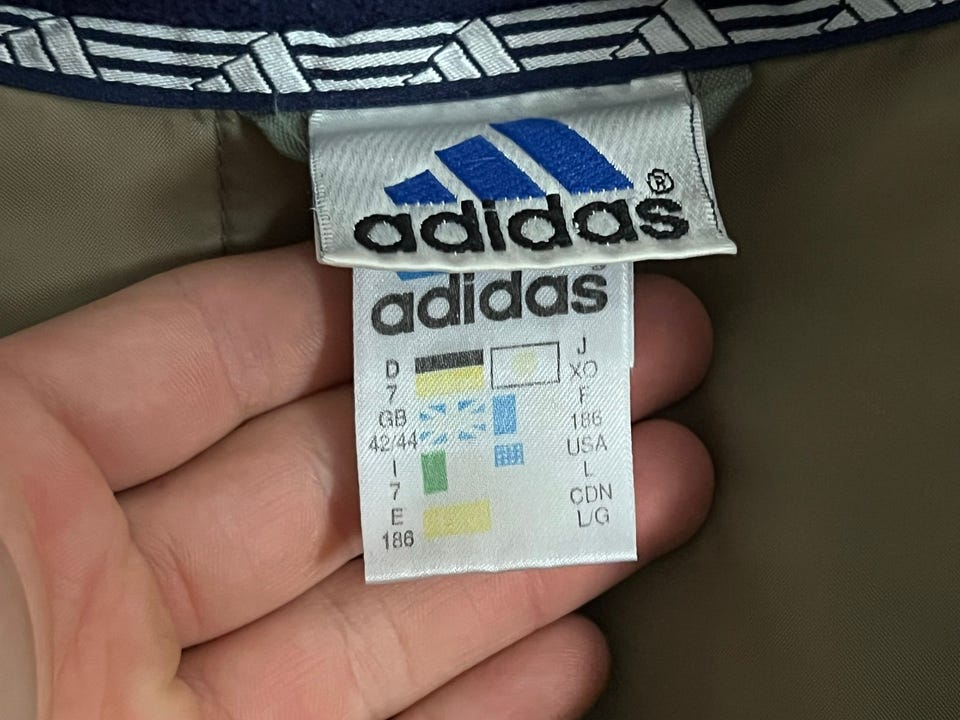 adidas ®
adidas
D
7
GB
42/44
I
7
E
186
J
XO
F
186
USA
L
CDN
L/G